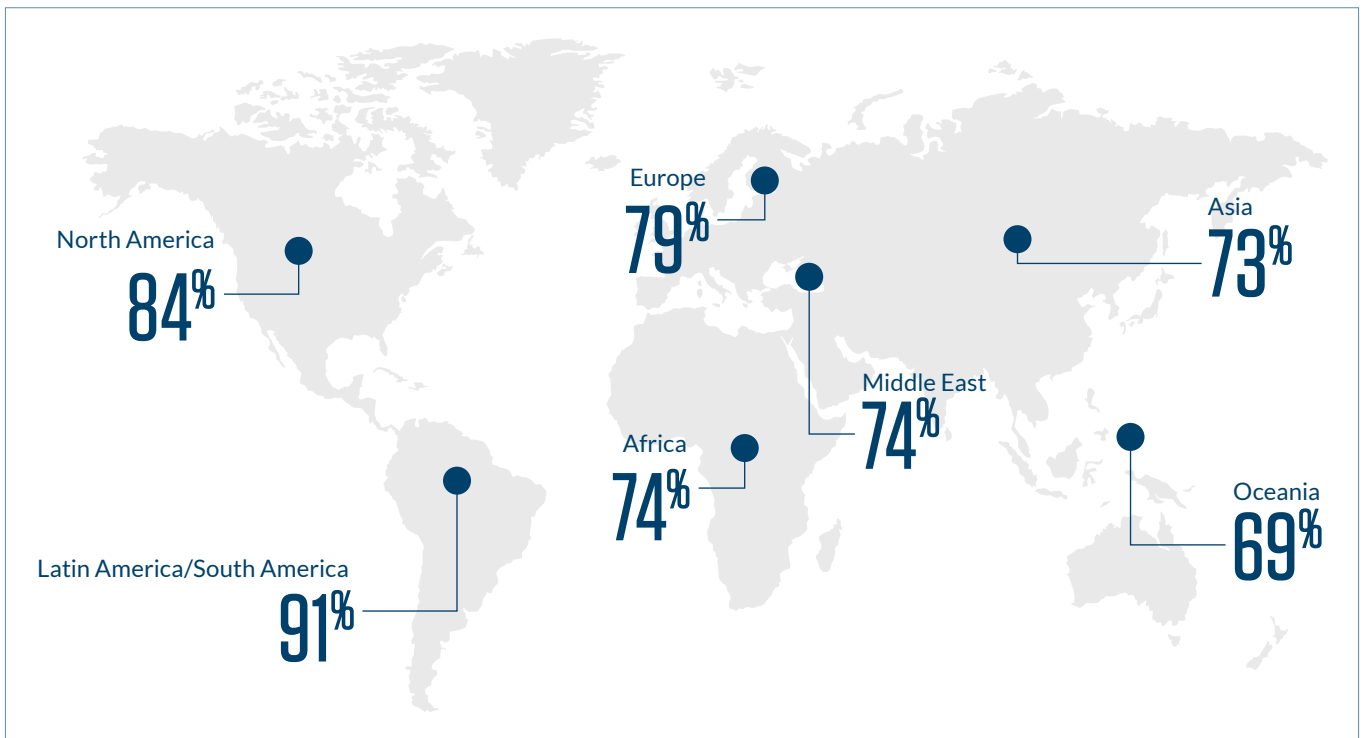 North America
84%
Latin America/South America
91%
Europe
79%
Africa
74%
Middle East
74%
Asia
73%
Oceania
69%